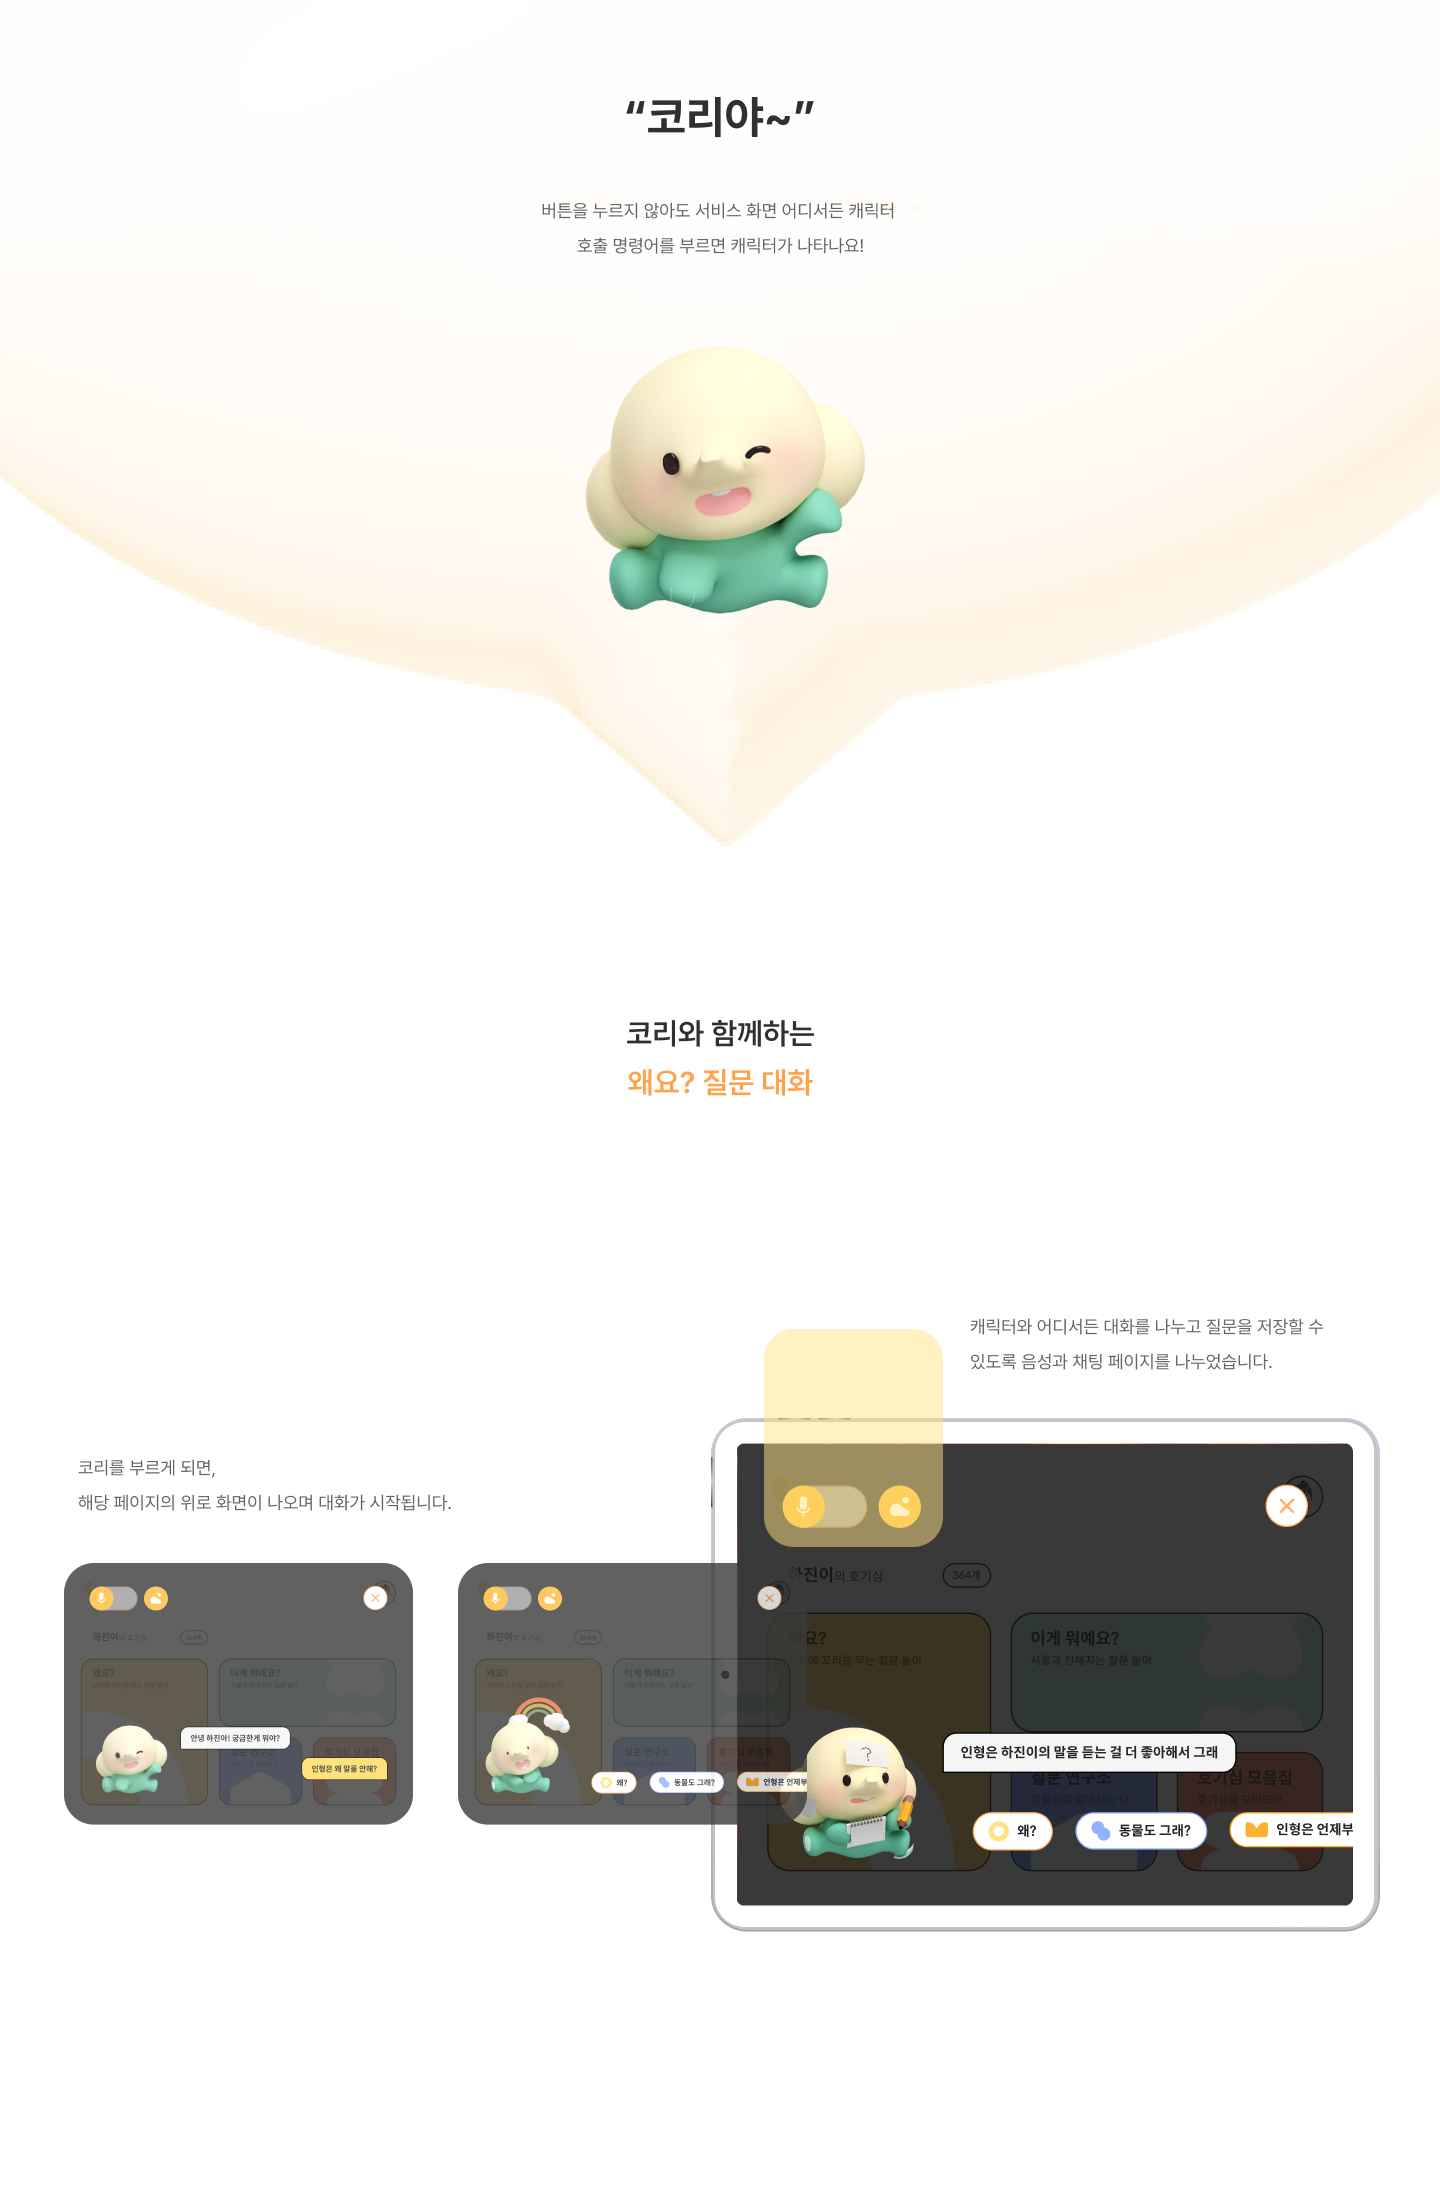 “코리야~”
버튼을 누르지 않아도 서비스 화면 어디서든 캐릭터
호출 명령어를 부르면 캐릭터가 나타나요!
코리와 함께하는
왜요? 질문 대화
캐릭터와 어디서든 대화를 나누고 질문을 저장할 수
있도록 음성과 채팅 페이지를 나누었습니다.
코리를 부르게 되면,
해당 페이지의 위로 화면이 나오며 대화가 시작됩니다.
하진이의 호기심
364개
왜요?
이게 뭐예요?
안녕 하진아! 궁금한게 뭐야?
질문 연구소
호기심 모음집
인형은 왜 말을 안해?
하진이의 호기심
364개
왜요?
이게 뭐예요?
질문 연구소
호기심 모음집
왜?
동물도 그래?
인형은 언제부
하진이의 호기심
364개
요?
에 꼬리를 무는 질문 놀이
이게 뭐예요?
사물과 친해지는 질문 놀이
인형은 하진이의 말을 듣는 걸 더 좋아해서 그래
질문 연구소
질문으로 알아보는 나
호기심 모음집
호기심을 모아모아
왜?
동물도 그래?
인형은 언제부